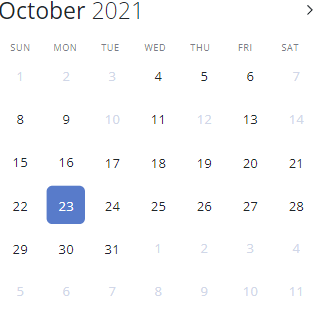 October 2021
SUN MON TUE WED THU FRI SAT
1 2 3 4 5 6 7
8 9 10 11 12 13 14
15 16 17 18 19 20 21
22 23 24 25 26 27 28
29 30 31 1 2 3 4
5 6 7 8 9 10 11